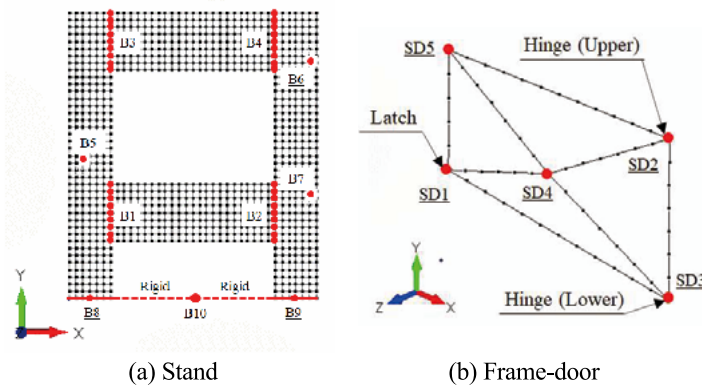 B3
B4
B6
B5
B7
B1
B2
Rigid
Rigid
B8
B10
B9
Y
X
(a) Stand
SD5
Hinge (Upper)
Latch
SD2
SD1
SD4
SD3
Hinge (Lower)
Y
Z
X
(b) Frame-door